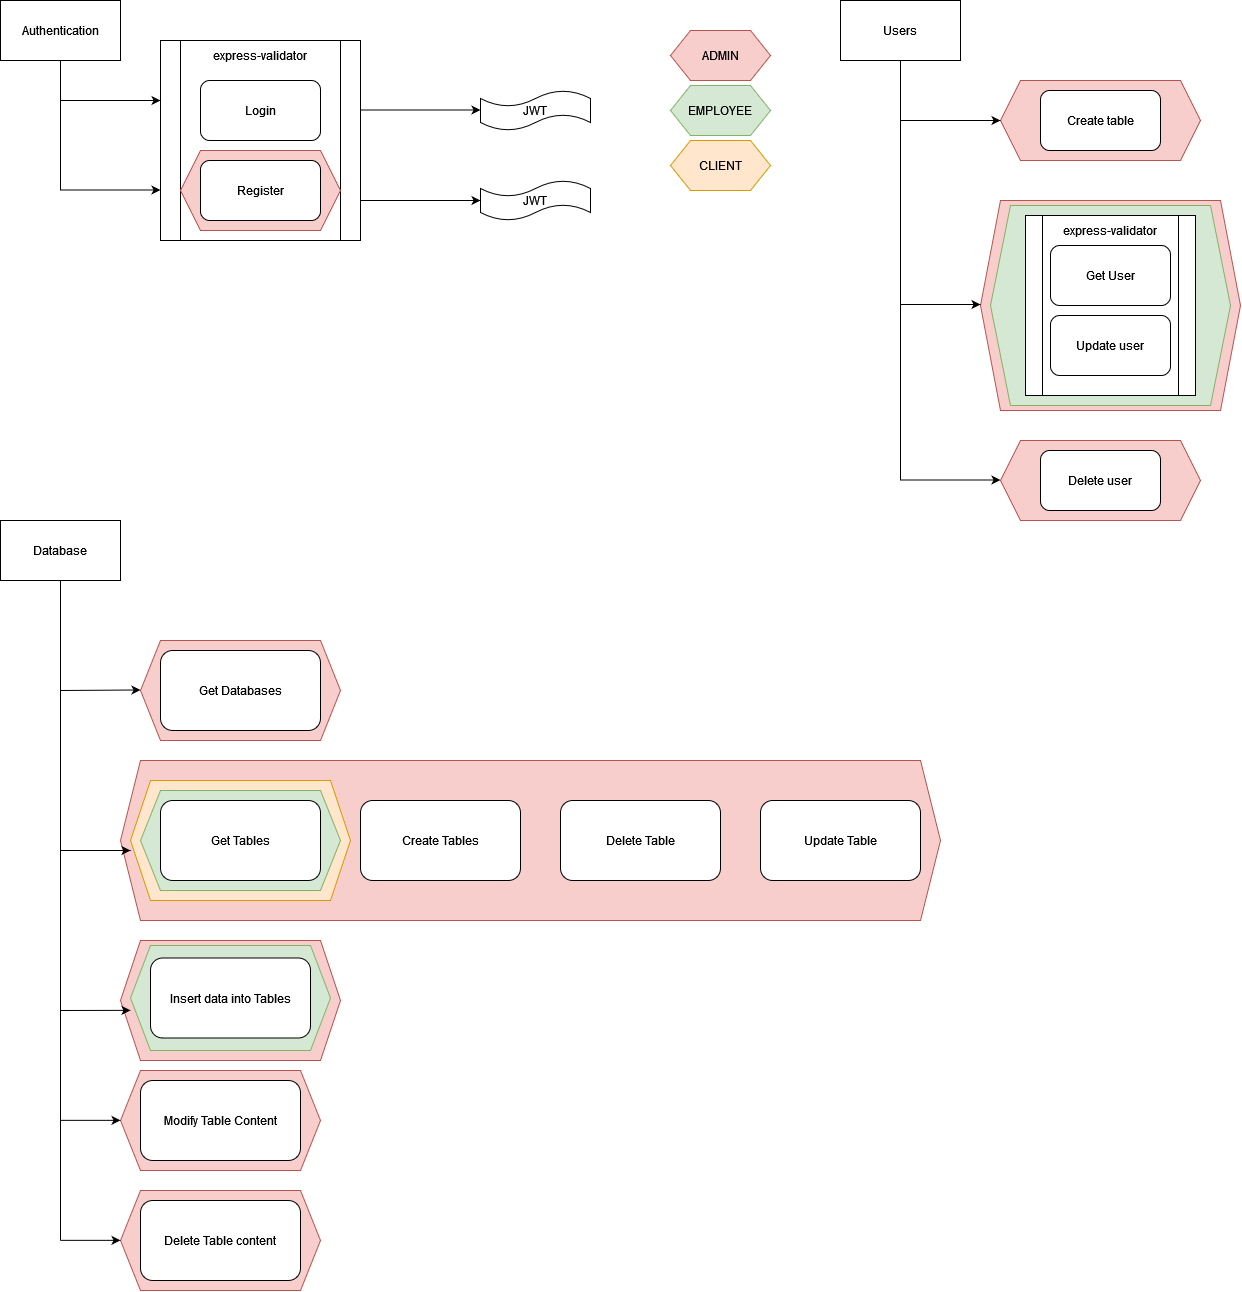 Authentication
express-validator
Login
Register
JWT
JWT
ADMIN
EMPLOYEE
CLIENT
Users
Create table
express-validator
Get User
Update user
Delete user
Database
Get Databases
Get Tables
Create Tables
Delete Table
Update Table
Insert data into Tables
Modify Table Content
Delete Table content